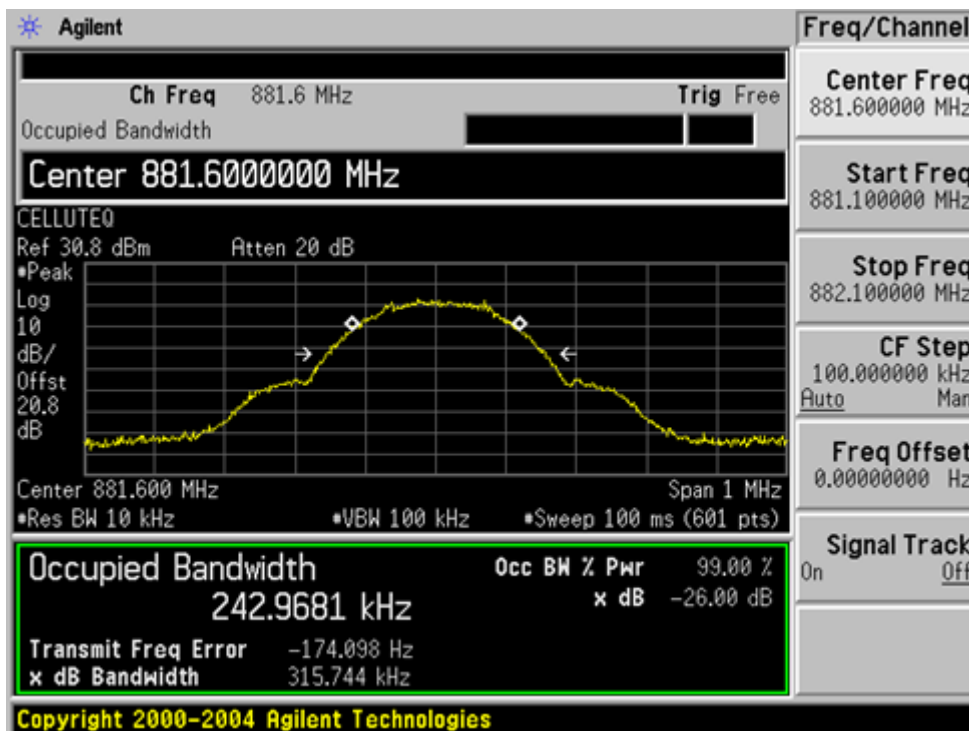 Agilent
Freq/Channel
Ch Freq 881.6 MHz Trig Free
Occupied Bandwidth
Center 881.6000000 MHz
CELLUTEQ
Ref 30.8 dBm Atten 20 dB
*Peak
Log
10
dB/
Offst
20.8
dB
Center 881.600 MHz Span 1 MHz
*Res BW 10 kHz *VBW 100 kHz *Sweep 100 ms (601 pts)
Occupied Bandwidth Occ BW % Pwr 99.00 %
242.9681 kHz x dB -26.00 dB
Transmit Freq Error -174.098 Hz
x dB Bandwidth 315.744 kHz
Copyright 2000-2004 Agilent Technologies
Center Freq
881.600000 MHz
Start Freq
881.100000 MHz
Stop Freq
882.100000 MHz
CF Step
100.000000 kHz
Auto Man
Freq Offset
0.00000000 Hz
Signal Track
On Off